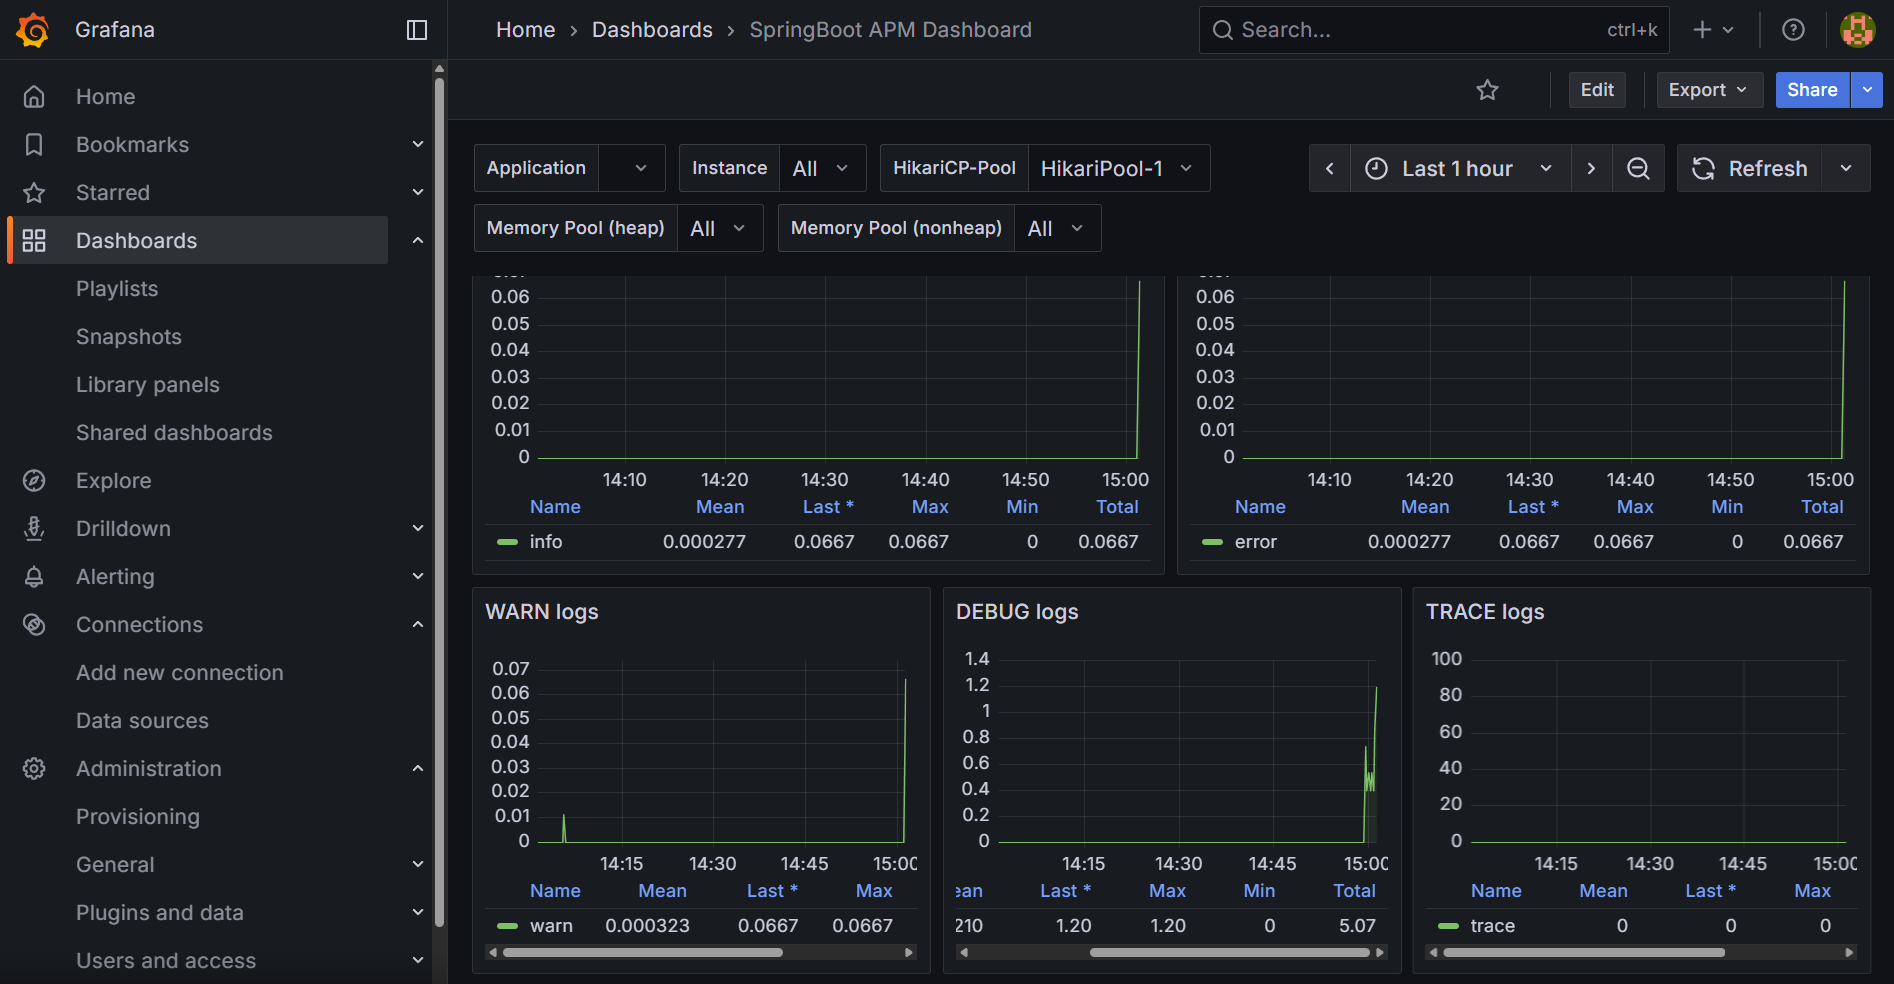 Grafana
Home › Dashboards › SpringBoot APM Dashboard
Search...
ctrl+k
Edit
Export
Share
Home
Bookmarks
Starred
Dashboards
Playlists
Snapshots
Library panels
Shared dashboards
Explore
Drilldown
Alerting
Connections
Add new connection
Data sources
Administration
Provisioning
General
Plugins and data
Users and access
Application
Instance All
HikariCP-Pool HikariPool-1
Last 1 hour
Refresh
Memory Pool (heap) All
Memory Pool (nonheap) All
0.06
0.05
0.04
0.03
0.02
0.01
0
14:10 14:20 14:30 14:40 14:50 15:00
Name Mean Last * Max Min Total
info 0.000277 0.0667 0.0667 0 0.0667
0.06
0.05
0.04
0.03
0.02
0.01
0
14:10 14:20 14:30 14:40 14:50 15:00
Name Mean Last * Max Min Total
error 0.000277 0.0667 0.0667 0 0.0667
WARN logs
0.07
0.06
0.05
0.04
0.03
0.02
0.01
0
14:15 14:30 14:45 15:00
Name Mean Last * Max
warn 0.000323 0.0667 0.0667
DEBUG logs
1.4
1.2
1
0.8
0.6
0.4
0.2
0
14:15 14:30 14:45 15:00
ean Last * Max Min Total
210 1.20 1.20 0 5.07
TRACE logs
100
80
60
40
20
0
14:15 14:30 14:45 15:00
Name Mean Last * Max
trace 0 0 0